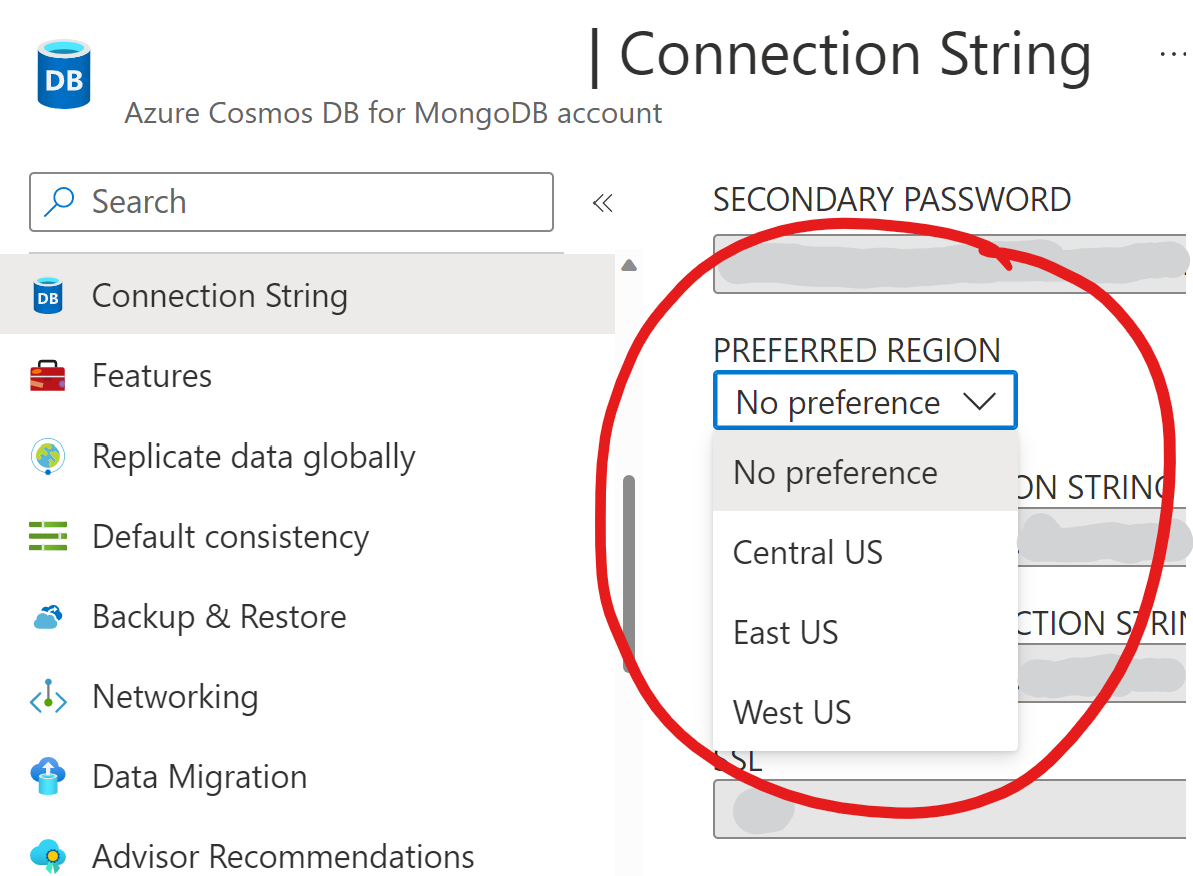 DB
| Connection String
...
Azure Cosmos DB for MongoDB account
Search
«
DB
Connection String
Features
Replicate data globally
Default consistency
Backup & Restore
Networking
Data Migration
Advisor Recommendations
SECONDARY PASSWORD
PREFERRED REGION
No preference
No preference
Central US
East US
West US
ON STRING
CTION STRIN
SSL